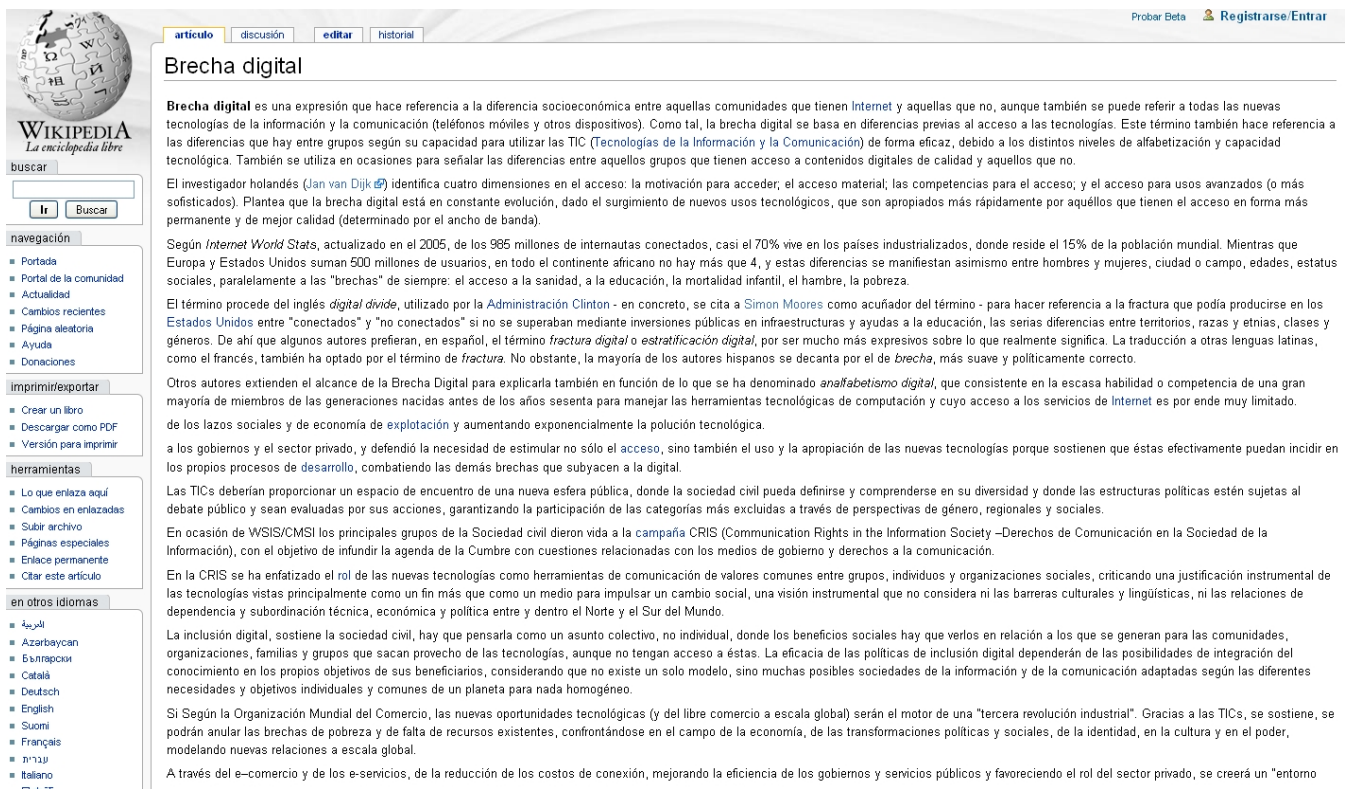 Probar Beta Registrarse/Entrar
artículo discusión editar historial
Brecha digital
Brecha digital es una expresión que hace referencia a la diferencia socioeconómica entre aquellas comunidades que tienen Internet y aquellas que no, aunque también se puede referir a todas las nuevas
tecnologías de la información y la comunicación (teléfonos móviles y otros dispositivos). Como tal, la brecha digital se basa en diferencias previas al acceso a las tecnologías. Este término también hace referencia a
las diferencias que hay entre grupos según su capacidad para utilizar las TIC (Tecnologías de la Información y la Comunicación) de forma eficaz, debido a los distintos niveles de alfabetización y capacidad
tecnológica. También se utiliza en ocasiones para señalar las diferencias entre aquellos grupos que tienen acceso a contenidos digitales de calidad y aquellos que no.
El investigador holandés (Jan van Dijk) identifica cuatro dimensiones en el acceso: la motivación para acceder; el acceso material; las competencias para el acceso; y el acceso para usos avanzados (o más
sofisticados). Plantea que la brecha digital está en constante evolución, dado el surgimiento de nuevos usos tecnológicos, que son apropiados más rápidamente por aquéllos que tienen el acceso en forma más
permanente y de mejor calidad (determinado por el ancho de banda).
Según Internet World Stats, actualizado en el 2005, de los 985 millones de internautas conectados, casi el 70% vive en los países industrializados, donde reside el 15% de la población mundial. Mientras que
Europa y Estados Unidos suman 500 millones de usuarios, en todo el continente africano no hay más que 4, y estas diferencias se manifiestan asimismo entre hombres y mujeres, ciudad o campo, edades, estatus
sociales, paralelamente a las "brechas" de siempre: el acceso a la sanidad, a la educación, la mortalidad infantil, el hambre, la pobreza.
El término procede del inglés digital divide, utilizado por la Administración Clinton - en concreto, se cita a Simon Moores como acuñador del término - para hacer referencia a la fractura que podía producirse en los
Estados Unidos entre "conectados" y "no conectados" si no se superaban mediante inversiones públicas en infraestructuras y ayudas a la educación, las serias diferencias entre territorios, razas y etnias, clases y
géneros. De ahí que algunos autores prefieran, en español, el término fractura digital o estratificación digital, por ser mucho más expresivos sobre lo que realmente significa. La traducción a otras lenguas latinas,
como el francés, también ha optado por el término de fractura. No obstante, la mayoría de los autores hispanos se decanta por el de brecha, más suave y políticamente correcto.
Otros autores extienden el alcance de la Brecha Digital para explicarla también en función de lo que se ha denominado analfabetismo digital, que consistente en la escasa habilidad o competencia de una gran
mayoría de miembros de las generaciones nacidas antes de los años sesenta para manejar las herramientas tecnológicas de computación y cuyo acceso a los servicios de Internet es por ende muy limitado.
de los lazos sociales y de economía de explotación y aumentando exponencialmente la polución tecnológica.
a los gobiernos y el sector privado, y defendió la necesidad de estimular no sólo el acceso, sino también el uso y la apropiación de las nuevas tecnologías porque sostienen que éstas efectivamente puedan incidir en
los propios procesos de desarrollo, combatiendo las demás brechas que subyacen a la digital.
Las TICs deberían proporcionar un espacio de encuentro de una nueva esfera pública, donde la sociedad civil pueda definirse y comprenderse en su diversidad y donde las estructuras políticas estén sujetas al
debate público y sean evaluadas por sus acciones, garantizando la participación de las categorías más excluidas a través de perspectivas de género, regionales y sociales.
En ocasión de WSIS/CMSI los principales grupos de la Sociedad civil dieron vida a la campaña CRIS (Communication Rights in the Information Society –Derechos de Comunicación en la Sociedad de la
Información), con el objetivo de infundir la agenda de la Cumbre con cuestiones relacionadas con los medios de gobierno y derechos a la comunicación.
En la CRIS se ha enfatizado el rol de las nuevas tecnologías como herramientas de comunicación de valores comunes entre grupos, individuos y organizaciones sociales, criticando una justificación instrumental de
las tecnologías vistas principalmente como un fin más que como un medio para impulsar un cambio social, una visión instrumental que no considera ni las barreras culturales y lingüísticas, ni las relaciones de
dependencia y subordinación técnica, económica y política entre y dentro el Norte y el Sur del Mundo.
La inclusión digital, sostiene la sociedad civil, hay que pensarla como un asunto colectivo, no individual, donde los beneficios sociales hay que verlos en relación a los que se generan para las comunidades,
organizaciones, familias y grupos que sacan provecho de las tecnologías, aunque no tengan acceso a éstas. La eficacia de las políticas de inclusión digital dependerán de las posibilidades de integración del
conocimiento en los propios objetivos de sus beneficiarios, considerando que no existe un solo modelo, sino muchas posibles sociedades de la información y de la comunicación adaptadas según las diferentes
necesidades y objetivos individuales y comunes de un planeta para nada homogéneo.
Si Según la Organización Mundial del Comercio, las nuevas oportunidades tecnológicas (y del libre comercio a escala global) serán el motor de una "tercera revolución industrial". Gracias a las TICs, se sostiene, se
podrán anular las brechas de pobreza y de falta de recursos existentes, confrontándose en el campo de la economía, de las transformaciones políticas y sociales, de la identidad, en la cultura y en el poder,
modelando nuevas relaciones a escala global.
A través del e–comercio y de los e-servicios, de la reducción de los costos de conexión, mejorando la eficiencia de los gobiernos y servicios públicos y favoreciendo el rol del sector privado, se creerá un "entorno
WIKIPEDIA
La enciclopedia libre
buscar
Ir Buscar
navegación
Portada
Portal de la comunidad
Actualidad
Cambios recientes
Página aleatoria
Ayuda
Donaciones
imprimir/exportar
Crear un libro
Descargar como PDF
Versión para imprimir
herramientas
Lo que enlaza aquí
Cambios en enlazadas
Subir archivo
Páginas especiales
Enlace permanente
Citar este artículo
en otros idiomas
العربية
Azərbaycan
Български
Català
Deutsch
English
Suomi
Français
עברית
Italiano